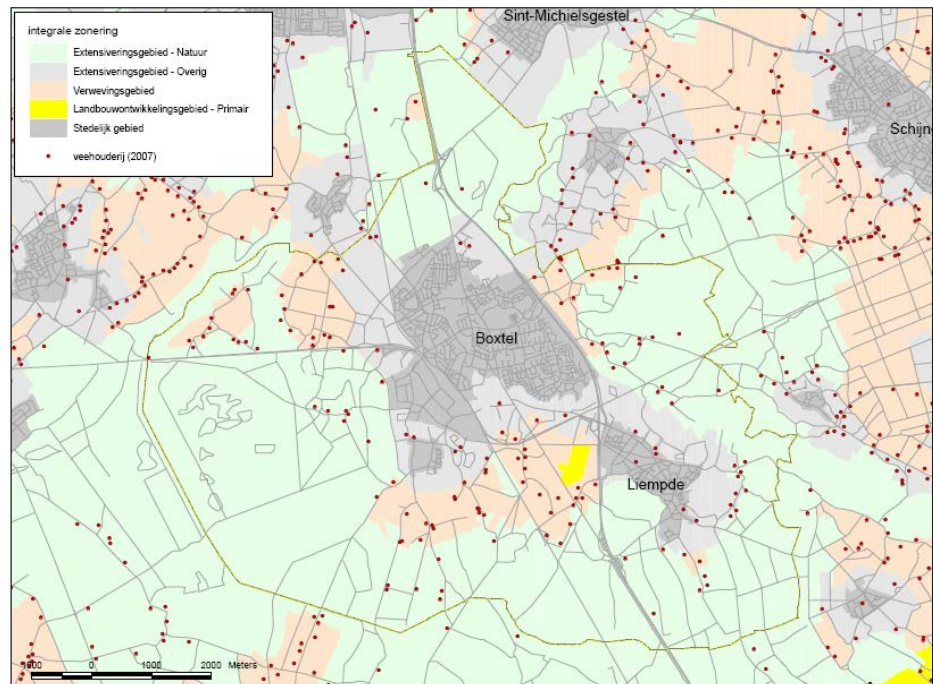 integrale zonering
Extensiveringsgebied - Natuur
Extensiveringsgebied - Overig
Verwevingsgebied
Landbouwontwikkelingsgebied - Primair
Stedelijk gebied
veehouderij (2007)
Sint-Michielsgestel
Schijn
Boxtel
Liempde
1000 0 1000 2000 Meters